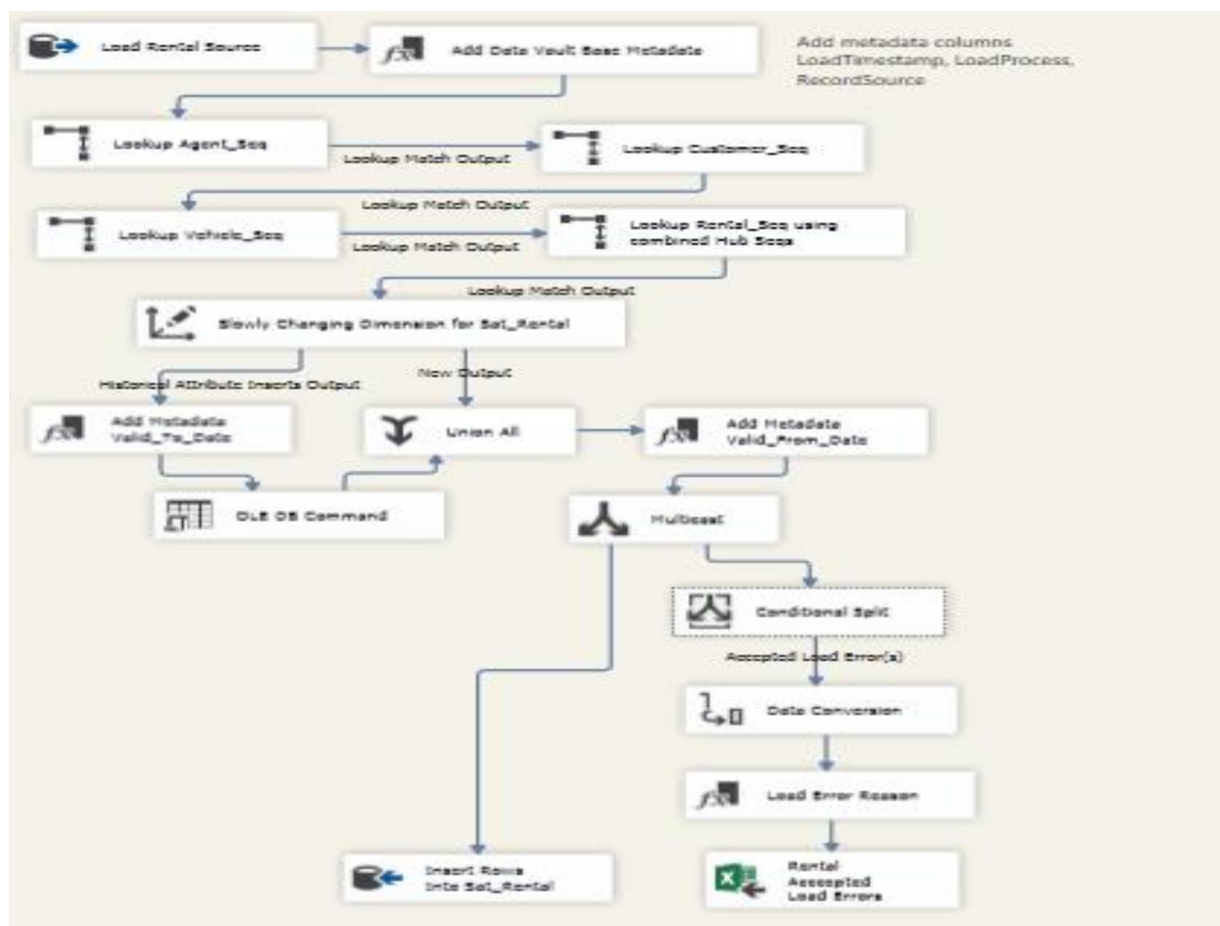 Load Rental Source
Add Data Vault Base Metadata
Add metadata columns
LoadTimestamp, LoadProcess,
RecordSource
Lookup Agent_Seq
Lookup Match Output
Lookup Customer_Seq
Lookup Match Output
Lookup Vehicle_Seq
Lookup Match Output
Lookup Rental_Seq using
combined Hub Seqs
Lookup Match Output
Slowly Changing Dimension for Sat_Rental
Historical Attribute Inserts Output
New Output
Add Metadata
Valid_To_Date
Union All
Add Metadata
Valid_From_Date
OLE DB Command
Multicast
Conditional Split
Accepted Load Error(s)
Data Conversion
Load Error Reason
Insert Rows
Into Sat_Rental
Rental
Acccepted
Load Errors